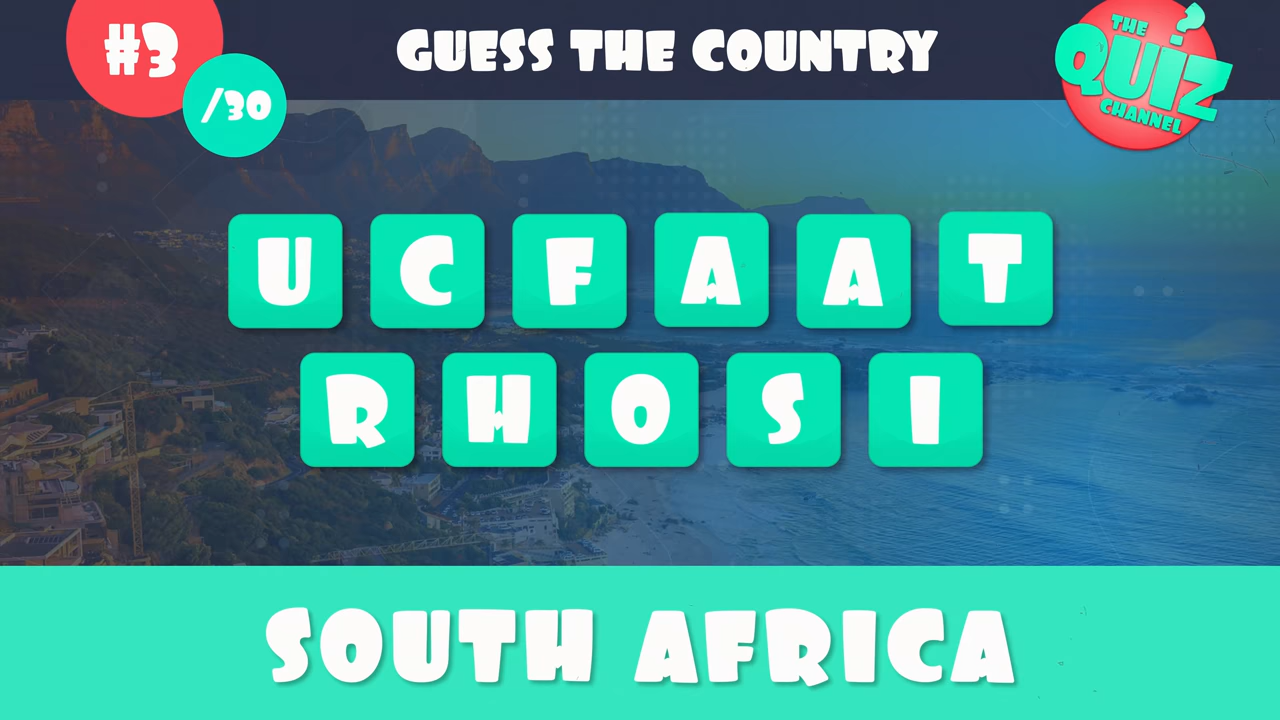 #3
/30
GUESS THE COUNTRY
THE
QUIZ
CHANNEL
U C F A A T
R H O S I
SOUTH AFRICA